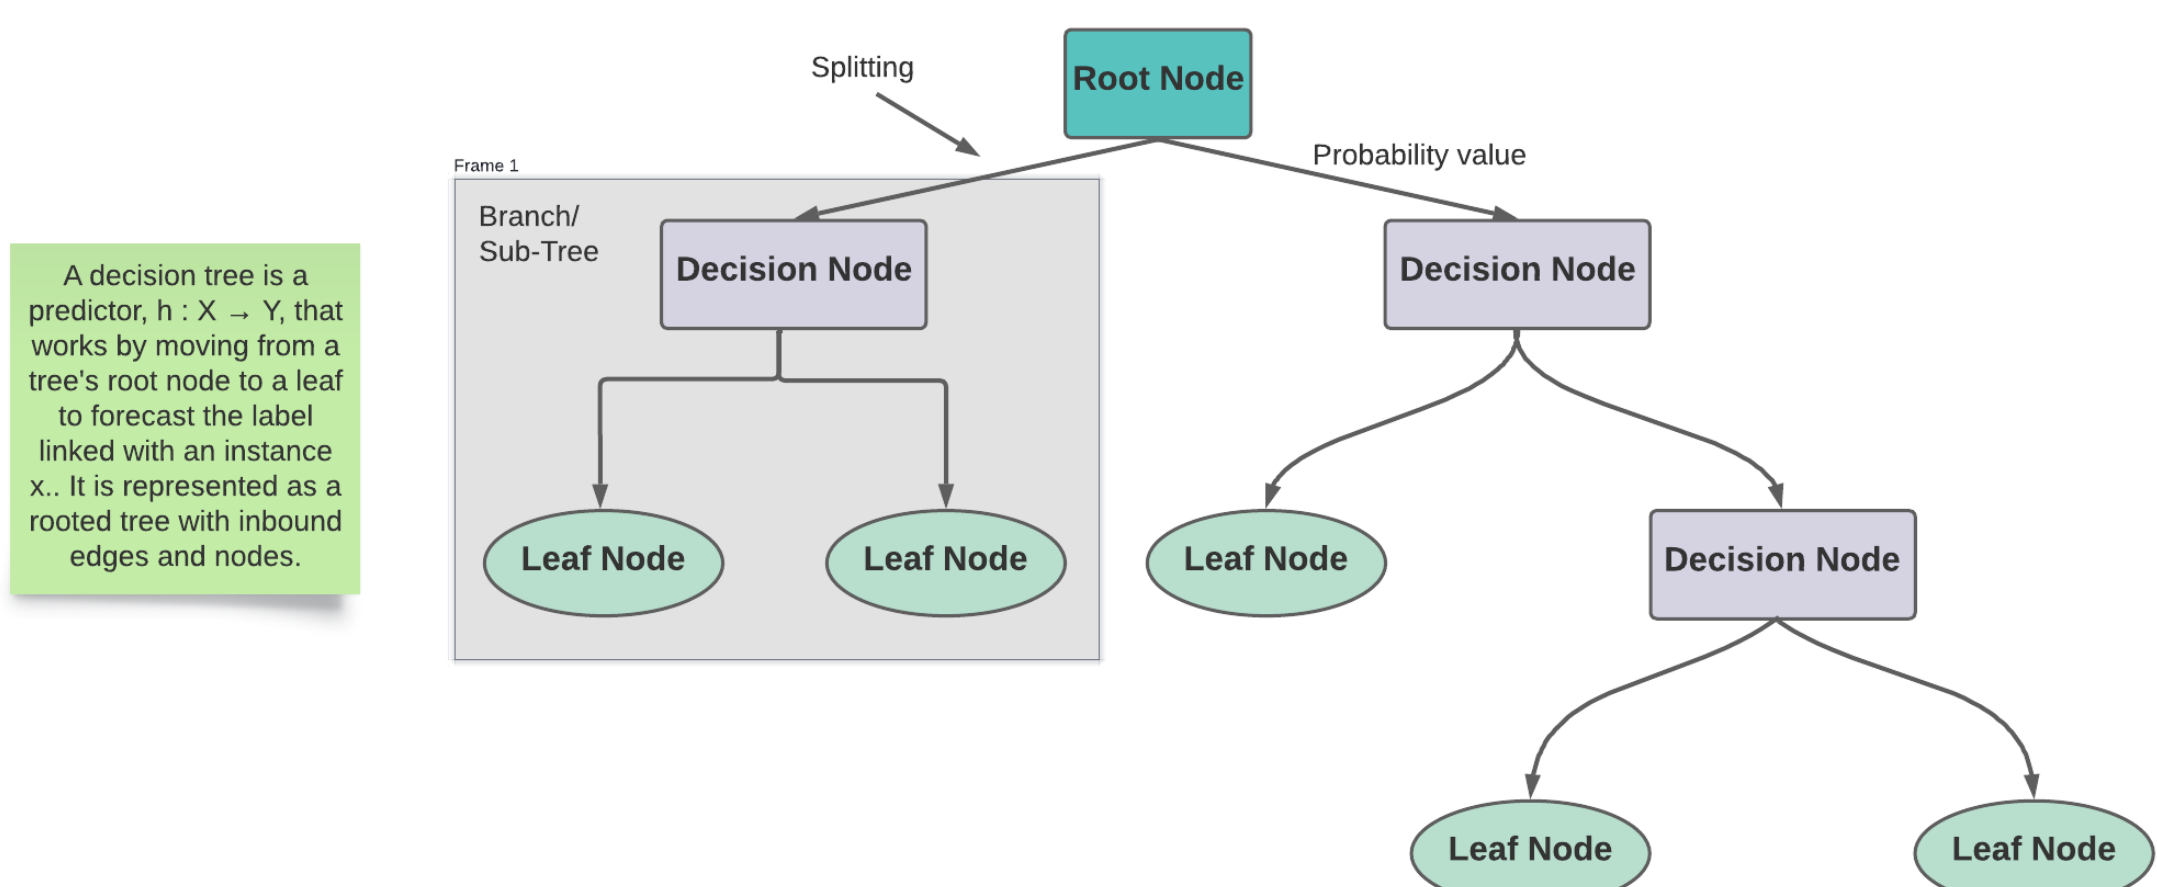 Root Node
Splitting
Probability value
Frame 1
Branch/
Sub-Tree
Decision Node
Decision Node
A decision tree is a
predictor, h : X → Y, that
works by moving from a
tree's root node to a leaf
to forecast the label
linked with an instance
x.. It is represented as a
rooted tree with inbound
edges and nodes.
Leaf Node
Leaf Node
Leaf Node
Decision Node
Leaf Node
Leaf Node